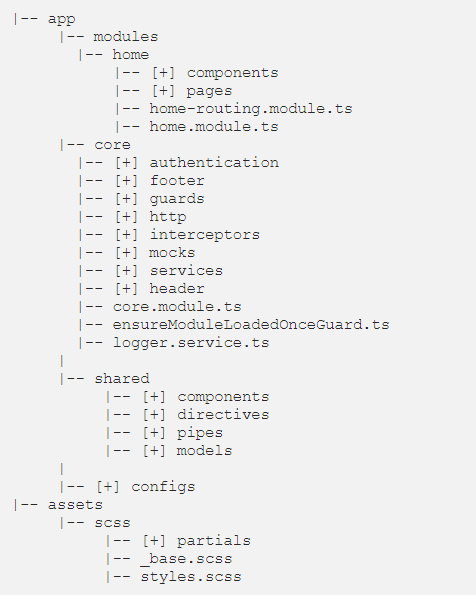 |-- app
     |-- modules
       |-- home
           |-- [+] components
           |-- [+] pages
           |-- home-routing.module.ts
           |-- home.module.ts
     |-- core
       |-- [+] authentication
       |-- [+] footer
       |-- [+] guards
       |-- [+] http
       |-- [+] interceptors
       |-- [+] mocks
       |-- [+] services
       |-- [+] header
       |-- core.module.ts
       |-- ensureModuleLoadedOnceGuard.ts
       |-- logger.service.ts
     |
     |-- shared
          |-- [+] components
          |-- [+] directives
          |-- [+] pipes
          |-- [+] models
     |
     |-- [+] configs
|-- assets
     |-- scss
          |-- [+] partials
          |-- _base.scss
          |-- styles.scss